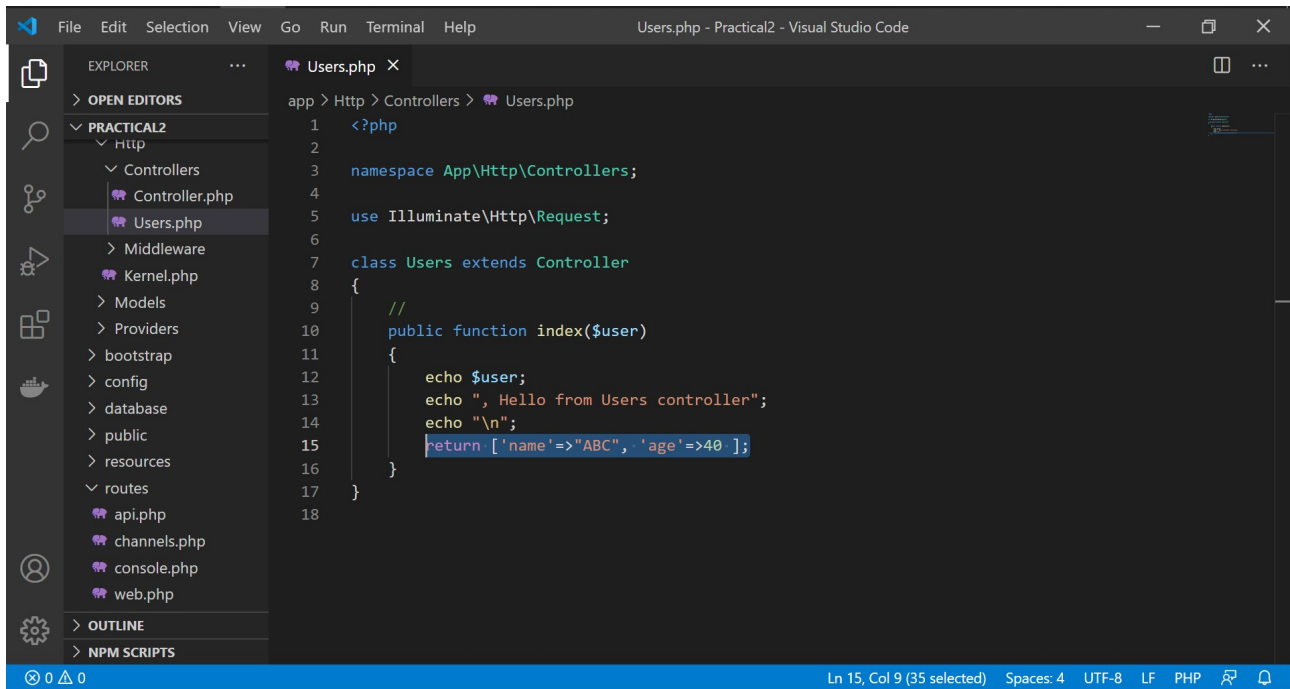 File Edit Selection View Go Run Terminal Help Users.php - Practical2 - Visual Studio Code
EXPLORER
OPEN EDITORS
PRACTICAL2
Http
Controllers
Controller.php
Users.php
Middleware
Kernel.php
Models
Providers
bootstrap
config
database
public
resources
routes
api.php
channels.php
console.php
web.php
OUTLINE
NPM SCRIPTS
Users.php
app > Http > Controllers > Users.php
1 <?php
2
3 namespace App\Http\Controllers;
4
5 use Illuminate\Http\Request;
6
7 class Users extends Controller
8 {
9 //
10 public function index($user)
11 {
12 echo $user;
13 echo ", Hello from Users controller";
14 echo "\n";
15 return ['name'=>"ABC", 'age'=>40 ];
16 }
17 }
18
0 0 Ln 15, Col 9 (35 selected) Spaces: 4 UTF-8 LF PHP